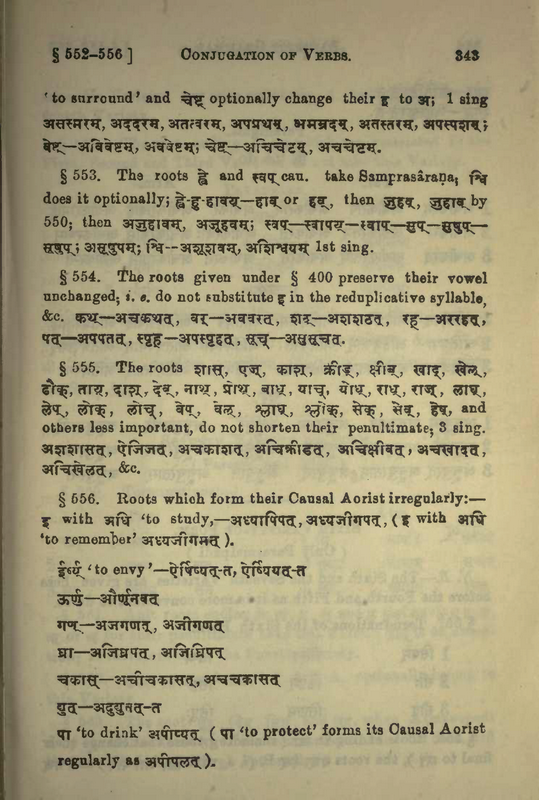 § 552–556 ] CONJUGATION OF VERBS. 343
'to surround' and चेष्ट् optionally change their इ to अ; 1 sing
असस्मरम्, अददरम्, अतत्वरम्, अपप्रथम्, अमम्रदम्, अतस्तरम्, अपस्पशम्;
वेष्ट्—अविवेष्टम्, अववेष्टम्; चेष्ट्—अचिचेष्टम्, अचचेष्टम्.
§ 553. The roots ह्वे and स्वप् can. take Samprasâraṇa, श्वि
does it optionally; ह्वे-हु-हावय्—हाव् or हव्, then जुहव्, जुहाव् by
550; then अजुहावम्, अजूहवम्; स्वप्—स्वापय्—स्वाप्—सुप्—सुषुप्—
सूषुप्; असूषुपम्; श्वि--अशूशवम्, अशिश्वयम् 1st sing.
§ 554. The roots given under § 400 preserve their vowel
unchanged; i. e. do not substitute इ in the reduplicative syllable,
&c. कथ्—अचकथत्, वर्—अववरत्, शठ्—अशशठत्, रह्—अररहत्,
पत्—अपपतत्, स्पृह्—अपस्पृहत्, सूच्—असुसूचत्.
§ 555. The roots शास्, एज्, काश्, क्रीड्, क्षीब्, खाद्, खेल्,
ढौक्, ताय्, दाश्, देव्, नाथ्, प्रोथ्, बाध्, याच्, योध्, राध्, राज्, लाघ्,
लेप्, लोक्, लोच्, वेप्, वेल्, श्लाघ्, श्लोक्, सेक्, सेव्, हेष्, and
others less important, do not shorten their penultimate; 3 sing.
अशशासत्, ऐजिजत्, अचकाशत्, अचिक्रीडत्, अचिक्षीबत्, अचखादत्,
अचिखेलत्, &c.
§ 556. Roots which form their Causal Aorist irregularly:—
इ with अधि 'to study,—अध्यापिपत्, अध्यजीगपत्, ( इ with अधि
'to remember' अध्यजीगमत् ).
ईर्ष्य् 'to envy'—ऐर्षिष्यत्-त, ऐर्ष्यियत्-त
ऊर्णु—और्णूनवत्
गण्—अजगणत्, अजीगणत्
घ्रा—अजिघ्रपत्, अजिघ्रिपत्
चकास्—अचीचकासत्, अचचकासत्
द्युत्—अदुद्युतत्-त
पा 'to drink' अपीप्यत् ( पा 'to protect' forms its Causal Aorist
regularly as अपीपलत् ).